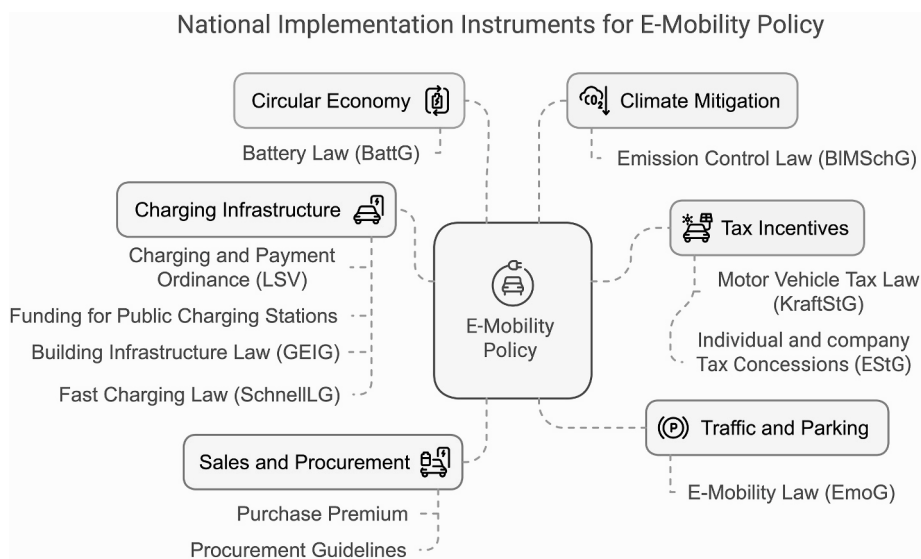 National Implementation Instruments for E-Mobility Policy
Circular Economy
Battery Law (BattG)
Charging Infrastructure
Charging and Payment
Ordinance (LSV)
Funding for Public Charging Stations
Building Infrastructure Law (GEIG)
Fast Charging Law (SchnellLG)
Sales and Procurement
Purchase Premium
Procurement Guidelines
E-Mobility
Policy
CO2
Climate Mitigation
Emission Control Law (BIMSchG)
Tax Incentives
Motor Vehicle Tax Law
(KraftStG)
Individual and company
Tax Concessions (EStG)
P
Traffic and Parking
E-Mobility Law (EmoG)